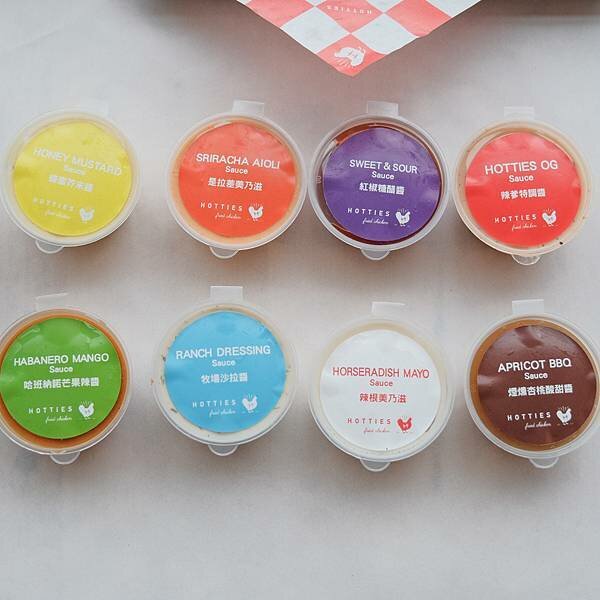 HOTTIES
HONEY MUSTARD
Sauce
蜂蜜芥末醬
HOTTIES
fried chicken
SRIRACHA AIOLI
Sauce
是拉差美乃滋
HOTTIES
fried chicken
SWEET & SOUR
Sauce
紅椒糖醋醬
HOTTIES
fried chicken
HOTTIES OG
Sauce
辣爹特調醬
HOTTIES
fried chicken
HABANERO MANGO
Sauce
哈班納諾芒果辣醬
HOTTIES
fried chicken
RANCH DRESSING
Sauce
牧場沙拉醬
HOTTIES
fried chicken
HORSERADISH MAYO
Sauce
辣根美乃滋
HOTTIES
fried chicken
APRICOT BBQ
Sauce
煙燻杏桃酸甜醬
HOTTIES
fried chicken